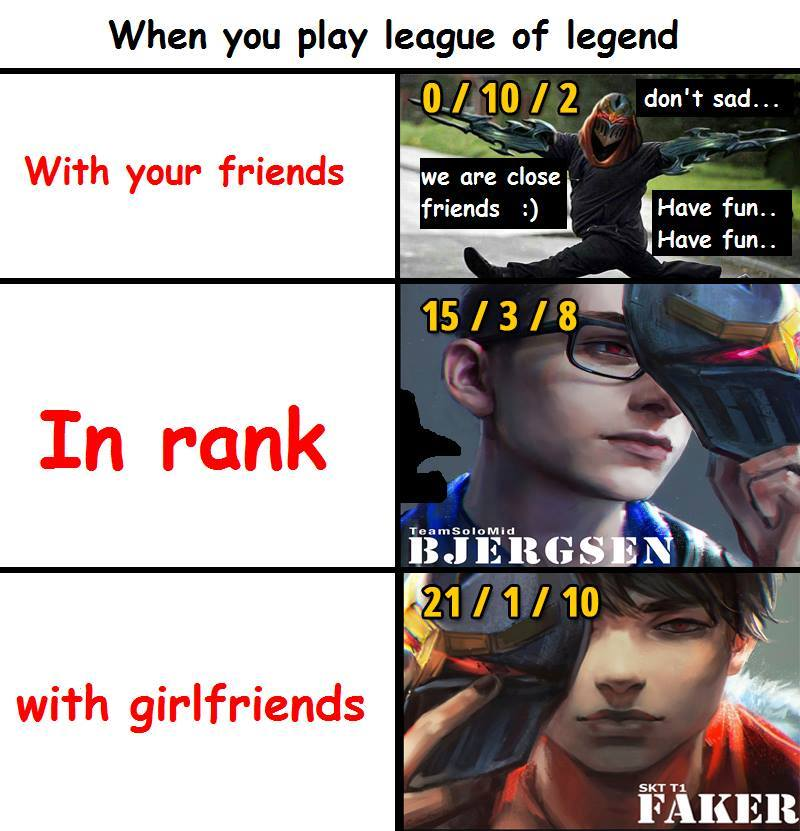 When you play league of legend
With your friends
0 / 10 / 2
don't sad...
we are close
friends :)
Have fun..
Have fun..
In rank
15 / 3 / 8
TeamSoloMid
BJERGSEN
with girlfriends
21 / 1 / 10
SKT T1
FAKER